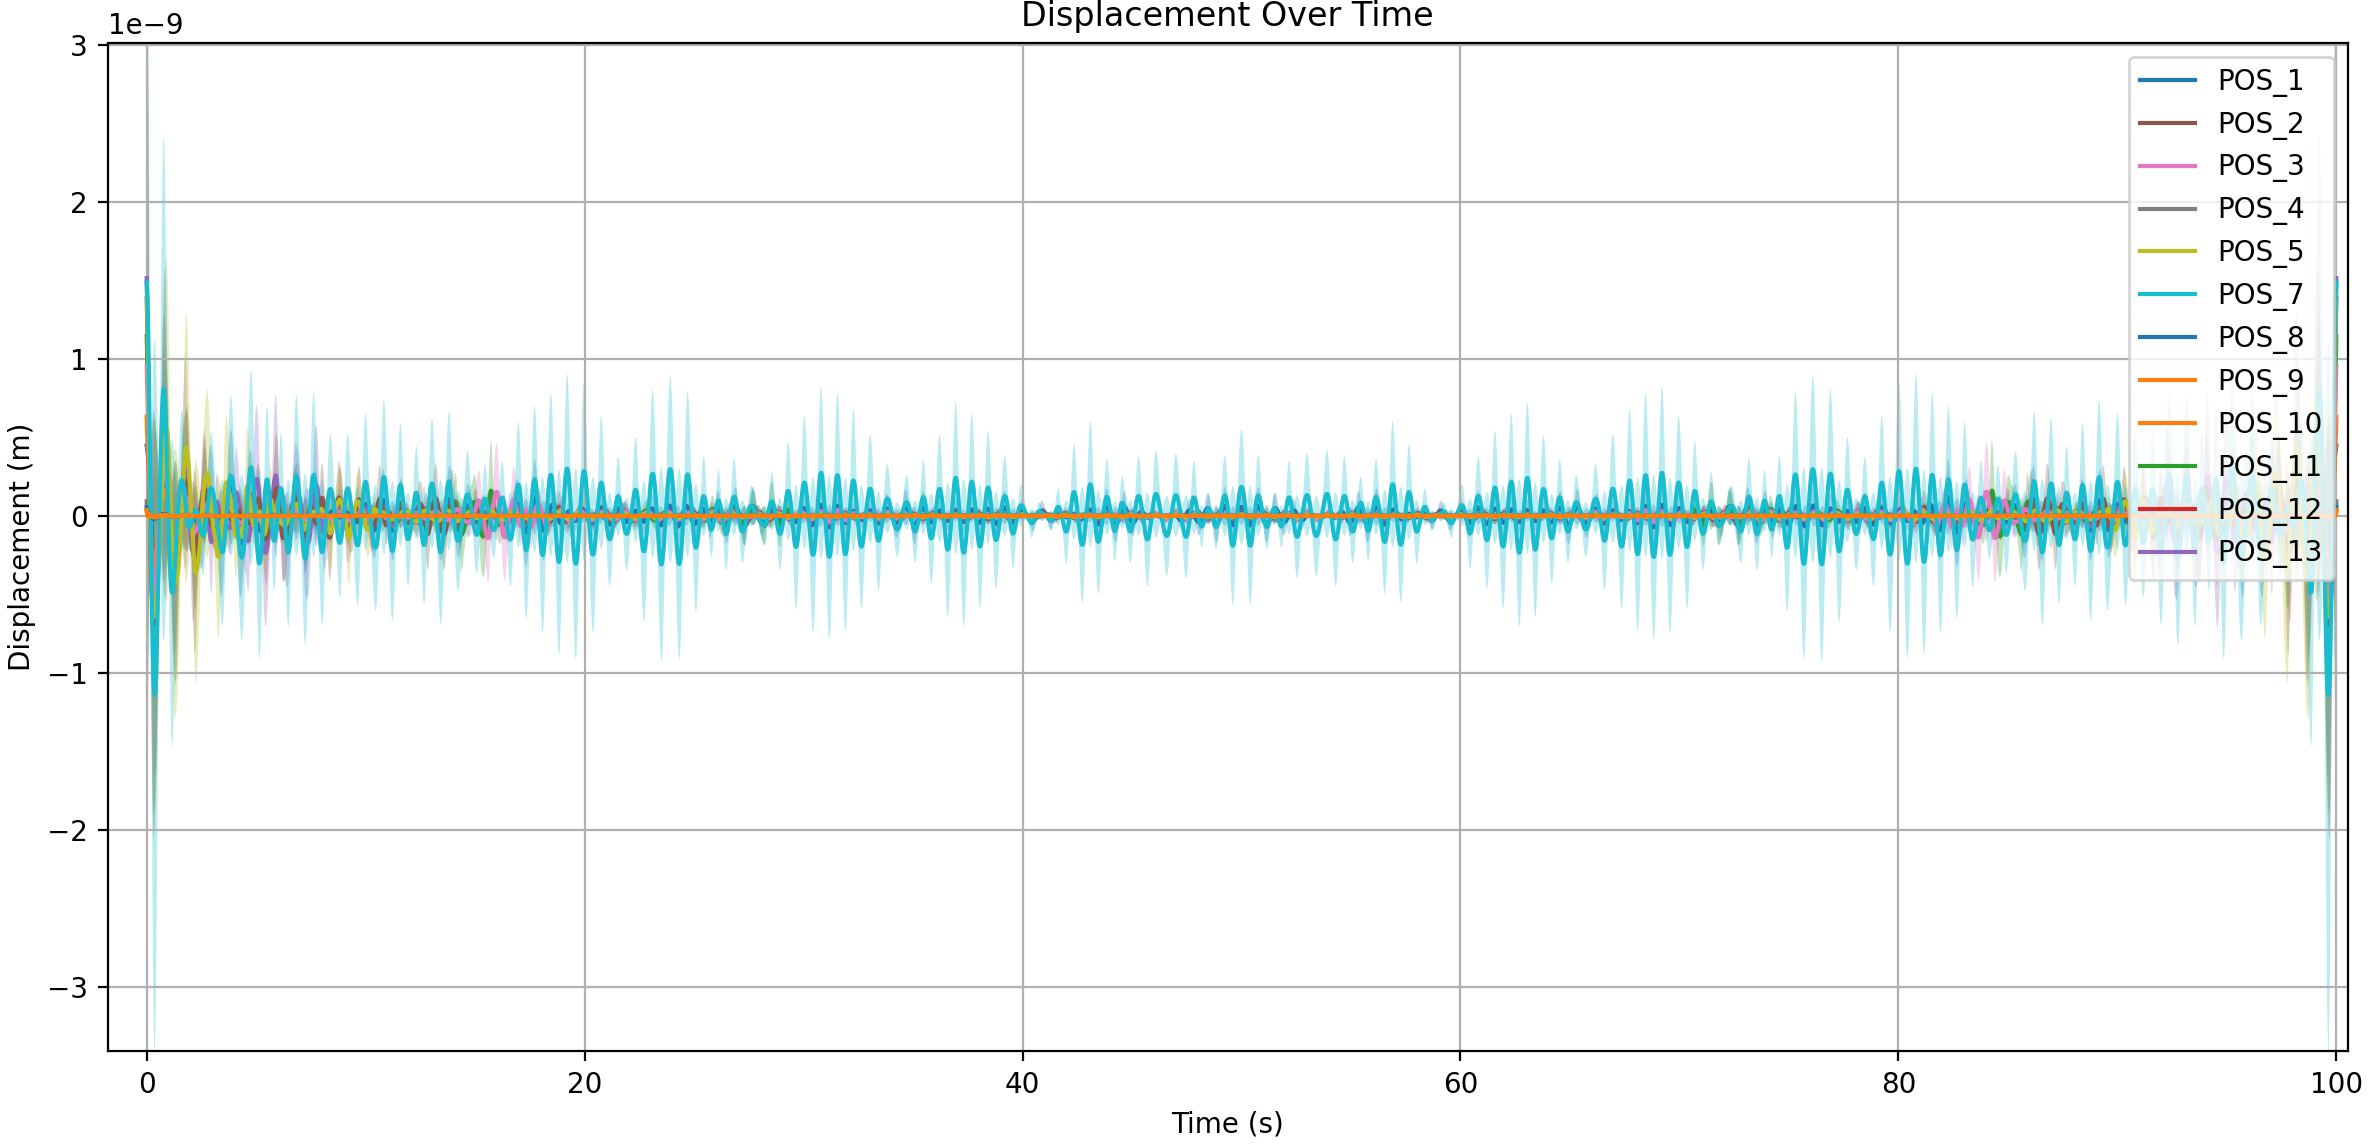 Displacement Over Time
1e−9
3
2
1
0
−1
−2
−3
Displacement (m)
0
20
40
60
80
100
Time (s)
POS_1
POS_2
POS_3
POS_4
POS_5
POS_7
POS_8
POS_9
POS_10
POS_11
POS_12
POS_13